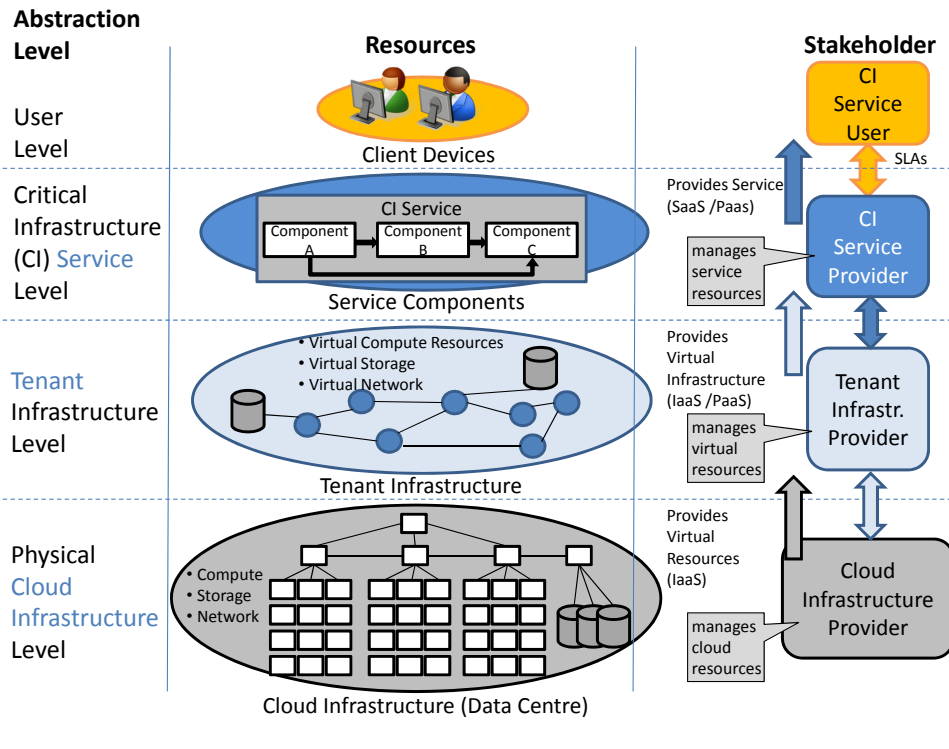 Abstraction
Level
Resources
Stakeholder
User
Level
Client Devices
CI
Service
User
SLAs
Critical
Infrastructure
(CI) Service
Level
CI Service
Component
A
Component
B
Component
C
Service Components
Provides Service
(SaaS /Paas)
manages
service
resources
CI
Service
Provider
Tenant
Infrastructure
Level
• Virtual Compute Resources
• Virtual Storage
• Virtual Network
Tenant Infrastructure
Provides
Virtual
Infrastructure
(IaaS /PaaS)
manages
virtual
resources
Tenant
Infrastr.
Provider
Physical
Cloud
Infrastructure
Level
• Compute
• Storage
• Network
Cloud Infrastructure (Data Centre)
Provides
Virtual
Resources
(IaaS)
manages
cloud
resources
Cloud
Infrastructure
Provider